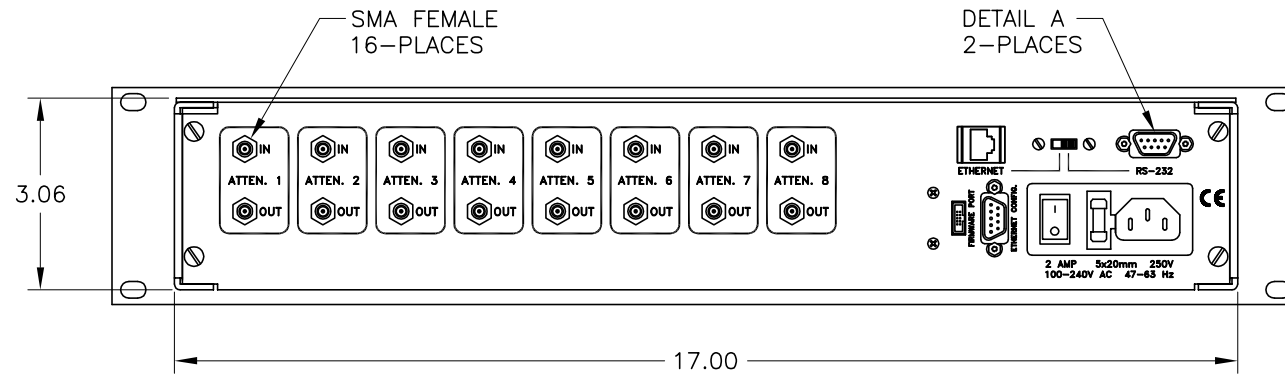 SMA FEMALE
16-PLACES
DETAIL A
2-PLACES
3.06
IN IN IN IN IN IN IN IN
ATTEN. 1 ATTEN. 2 ATTEN. 3 ATTEN. 4 ATTEN. 5 ATTEN. 6 ATTEN. 7 ATTEN. 8
OUT OUT OUT OUT OUT OUT OUT OUT
ETHERNET
RS-232
FIRMWARE PORT
ETHERNET CONFIG.
CE
2 AMP 5x20mm 250V
100-240V AC 47-63 Hz
17.00